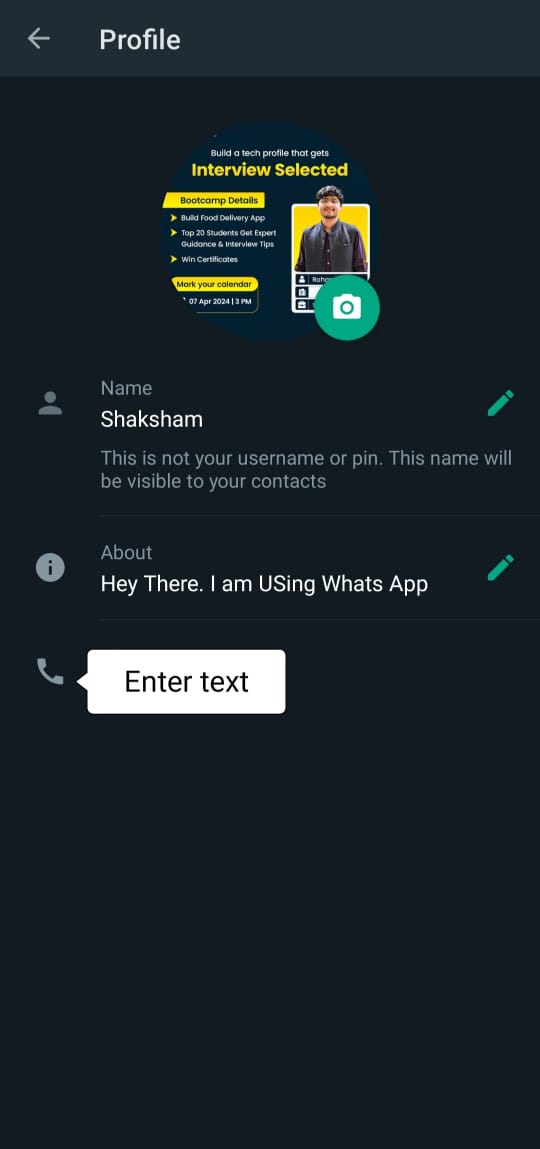 Profile
Build a tech profile that gets
Interview Selected
Bootcamp Details
Build Food Delivery App
Top 20 Students Get Expert
Guidance & Interview Tips
Win Certificates
Mark your calendar
07 Apr 2024 | 3 PM
Name
Shaksham
This is not your username or pin. This name will
be visible to your contacts
About
Hey There. I am USing Whats App
Enter text